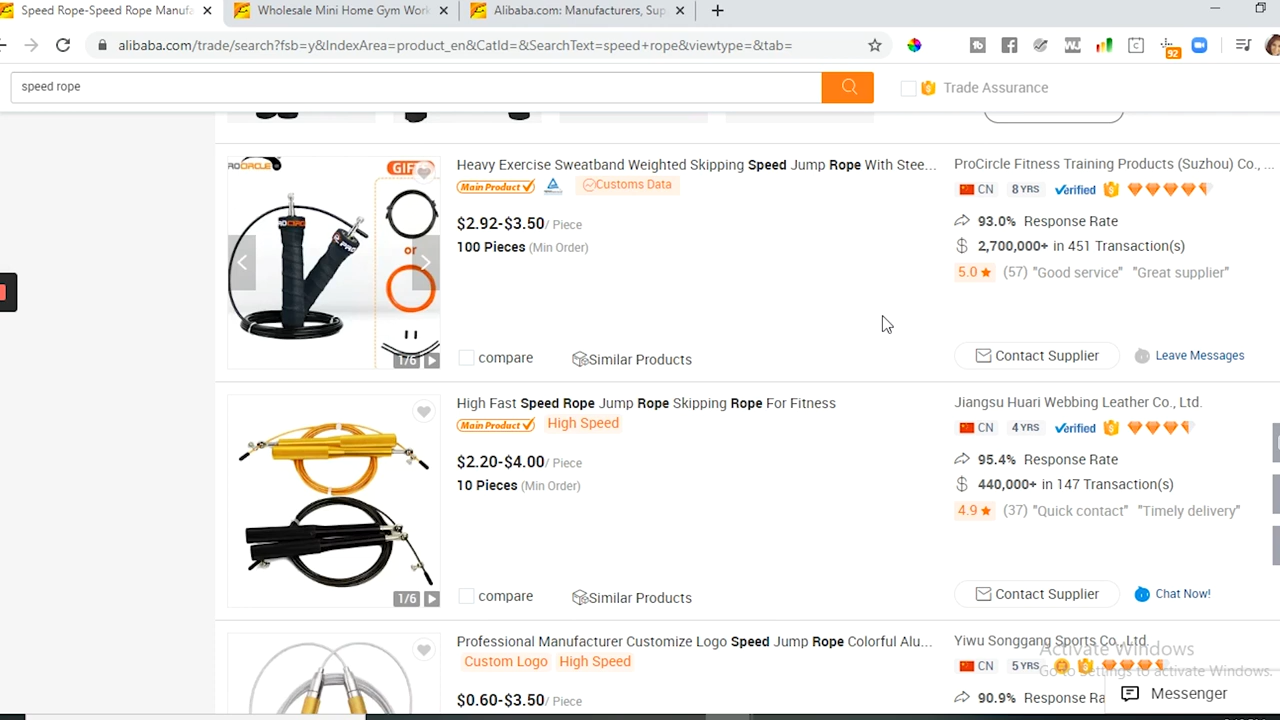 Speed Rope-Speed Rope Manufa
Wholesale Mini Home Gym Work
Alibaba.com: Manufacturers, Sup
alibaba.com/trade/search?fsb=y&IndexArea=product_en&CatId=&SearchText=speed+rope&viewtype=&tab=
92
speed rope
Trade Assurance
GIF
Heavy Exercise Sweatband Weighted Skipping Speed Jump Rope With Stee...
Main Product
Customs Data
$2.92-$3.50/ Piece
100 Pieces (Min Order)
or
1/6
compare
Similar Products
ProCircle Fitness Training Products (Suzhou) Co., ...
CN 8 YRS Verified
93.0% Response Rate
$ 2,700,000+ in 451 Transaction(s)
5.0 ★ (57) "Good service" "Great supplier"
Contact Supplier
Leave Messages
High Fast Speed Rope Jump Rope Skipping Rope For Fitness
Main Product
High Speed
$2.20-$4.00/ Piece
10 Pieces (Min Order)
1/6
compare
Similar Products
Jiangsu Huari Webbing Leather Co., Ltd.
CN 4 YRS Verified
95.4% Response Rate
$ 440,000+ in 147 Transaction(s)
4.9 ★ (37) "Quick contact" "Timely delivery"
Contact Supplier
Chat Now!
Professional Manufacturer Customize Logo Speed Jump Rope Colorful Alu...
Custom Logo
High Speed
$0.60-$3.50/ Piece
Yiwu Songgang Sports Co., Ltd.
CN 5 YRS
90.9% Response Ra
Activate Windows
Go to Settings to activate Windows.
Messenger